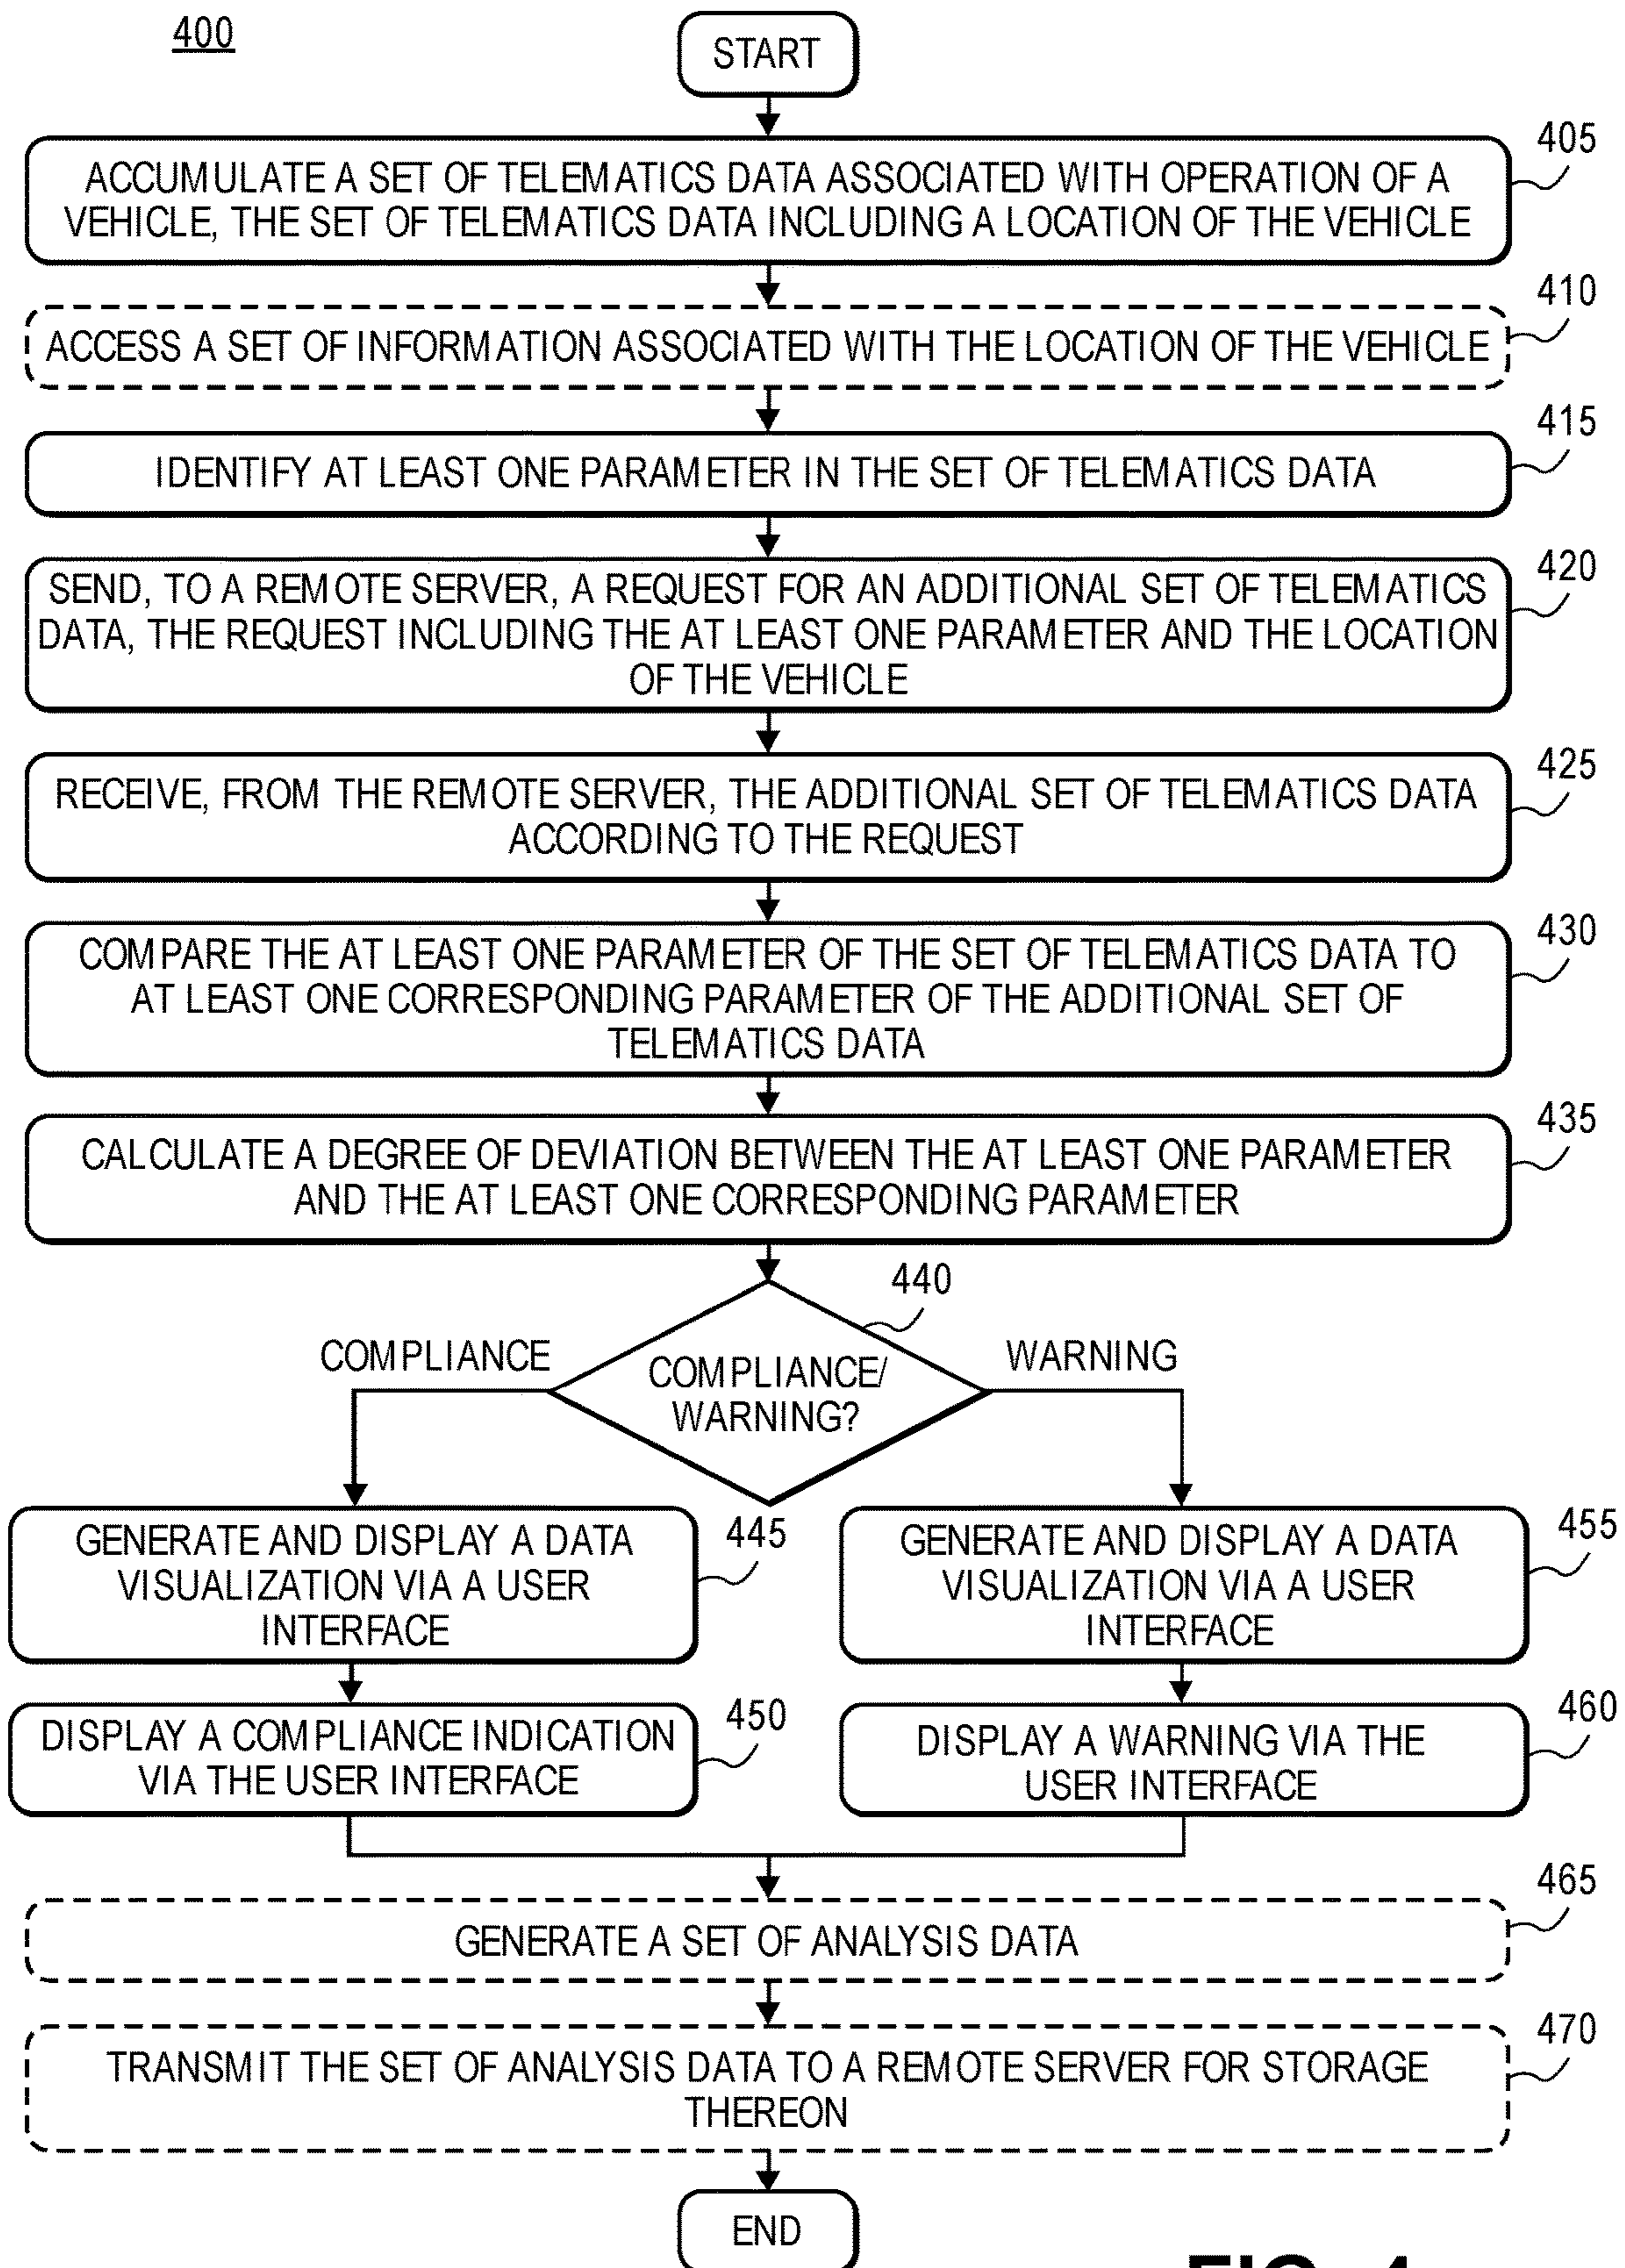 400
START
405
ACCUMULATE A SET OF TELEMATICS DATA ASSOCIATED WITH OPERATION OF A
VEHICLE, THE SET OF TELEMATICS DATA INCLUDING A LOCATION OF THE VEHICLE
410
ACCESS A SET OF INFORMATION ASSOCIATED WITH THE LOCATION OF THE VEHICLE
415
IDENTIFY AT LEAST ONE PARAMETER IN THE SET OF TELEMATICS DATA
420
SEND, TO A REMOTE SERVER, A REQUEST FOR AN ADDITIONAL SET OF TELEMATICS
DATA, THE REQUEST INCLUDING THE AT LEAST ONE PARAMETER AND THE LOCATION
OF THE VEHICLE
425
RECEIVE, FROM THE REMOTE SERVER, THE ADDITIONAL SET OF TELEMATICS DATA
ACCORDING TO THE REQUEST
430
COMPARE THE AT LEAST ONE PARAMETER OF THE SET OF TELEMATICS DATA TO
AT LEAST ONE CORRESPONDING PARAMETER OF THE ADDITIONAL SET OF
TELEMATICS DATA
435
CALCULATE A DEGREE OF DEVIATION BETWEEN THE AT LEAST ONE PARAMETER
AND THE AT LEAST ONE CORRESPONDING PARAMETER
440
COMPLIANCE
COMPLIANCE/
WARNING?
WARNING
445
GENERATE AND DISPLAY A DATA
VISUALIZATION VIA A USER
INTERFACE
455
GENERATE AND DISPLAY A DATA
VISUALIZATION VIA A USER
INTERFACE
450
DISPLAY A COMPLIANCE INDICATION
VIA THE USER INTERFACE
460
DISPLAY A WARNING VIA THE
USER INTERFACE
465
GENERATE A SET OF ANALYSIS DATA
470
TRANSMIT THE SET OF ANALYSIS DATA TO A REMOTE SERVER FOR STORAGE
THEREON
END